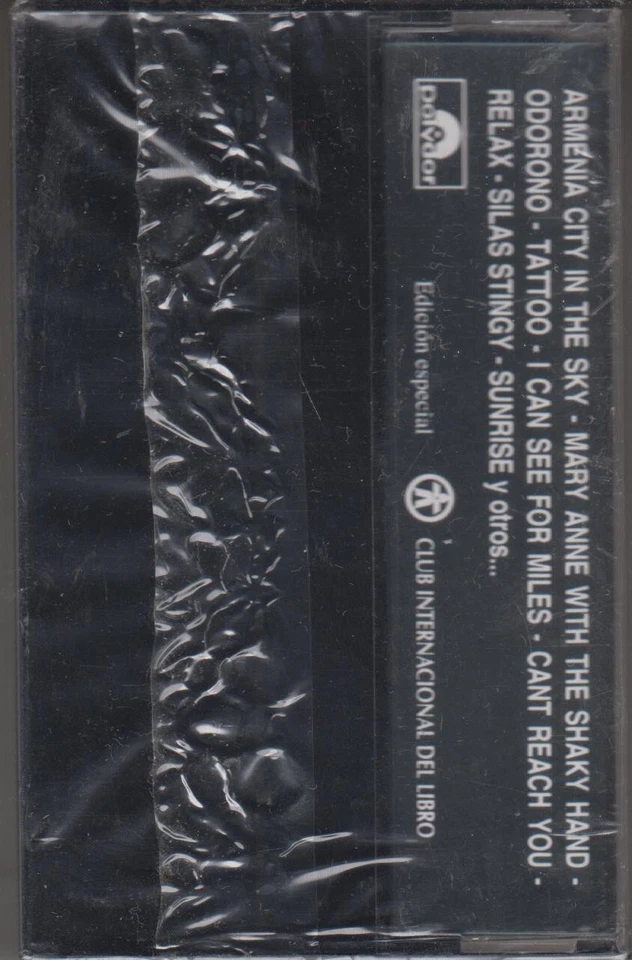 ARMENIA CITY IN THE SKY - MARY ANNE WITH THE SHAKY HAND -
ODORONO - TATTOO - I CAN SEE FOR MILES - CANT REACH YOU -
RELAX - SILAS STINGY - SUNRISE y otros...
polydor
Edición especial
CLUB INTERNACIONAL DEL LIBRO